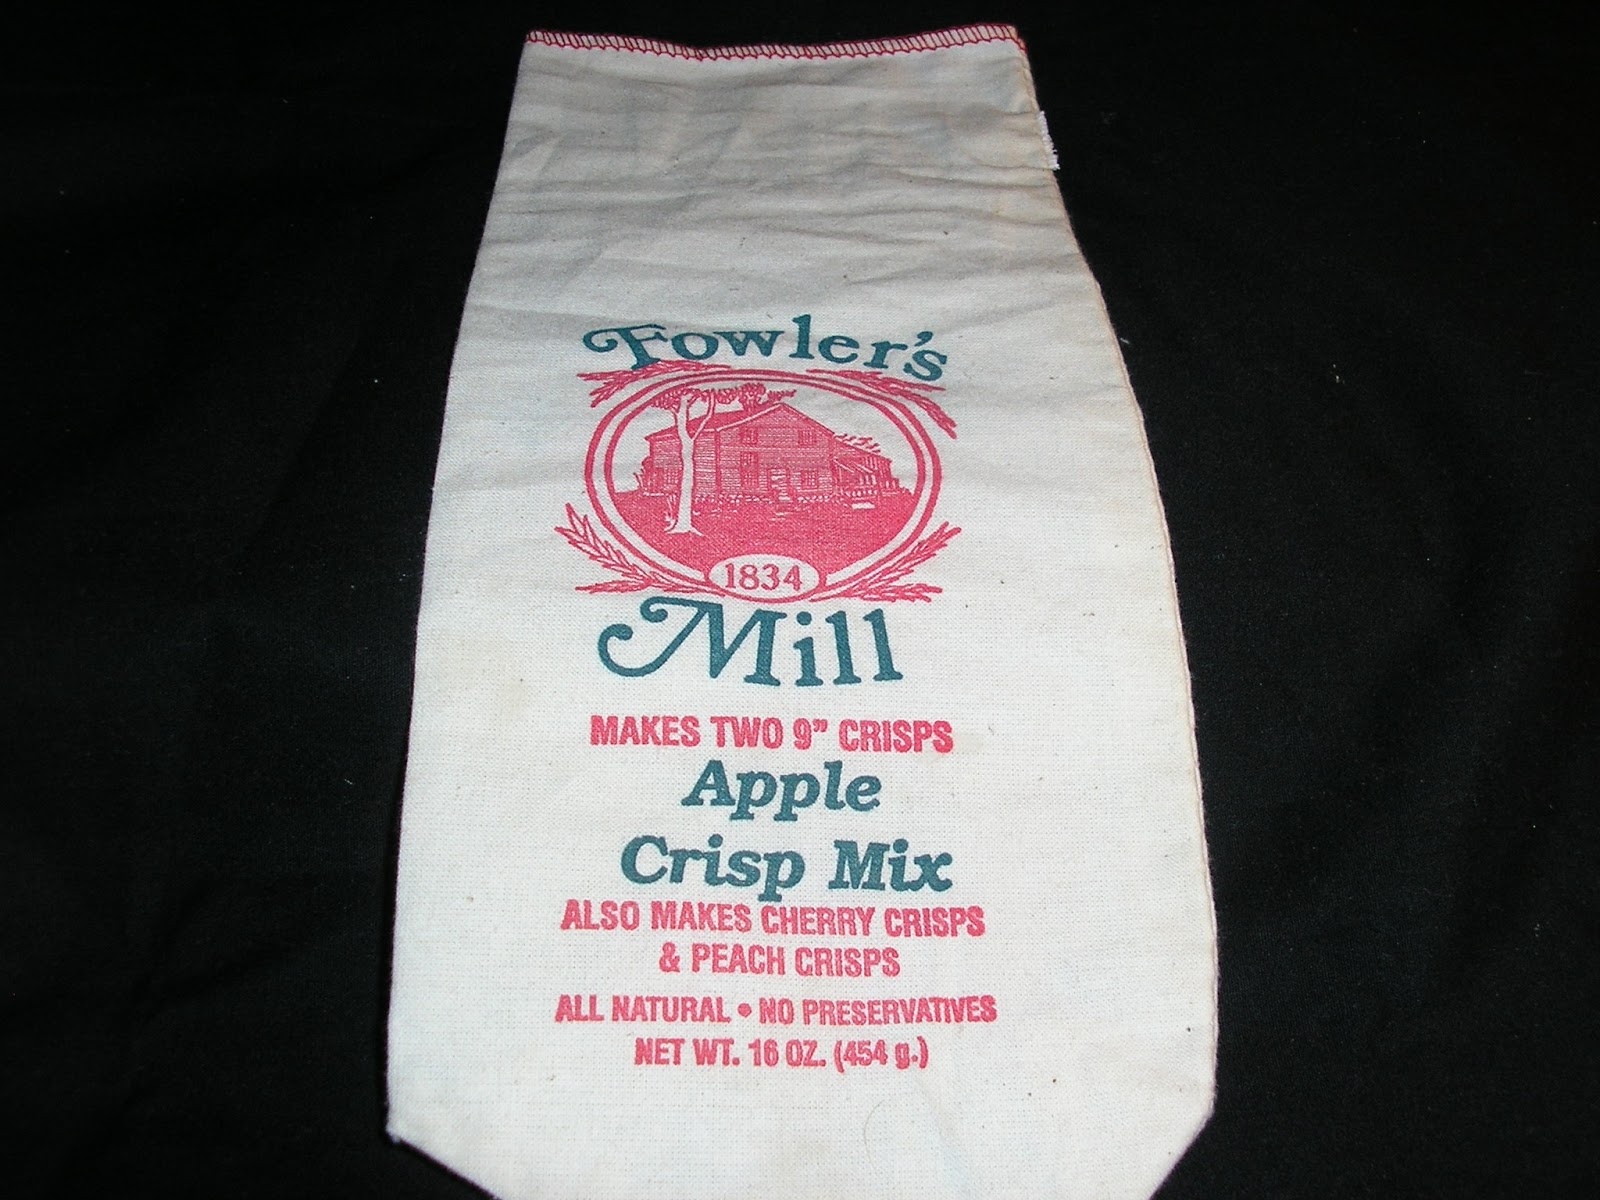 Fowler's
1834
Mill
MAKES TWO 9" CRISPS
Apple
Crisp Mix
ALSO MAKES CHERRY CRISPS
& PEACH CRISPS
ALL NATURAL • NO PRESERVATIVES
NET WT. 16 OZ. (454 g.)